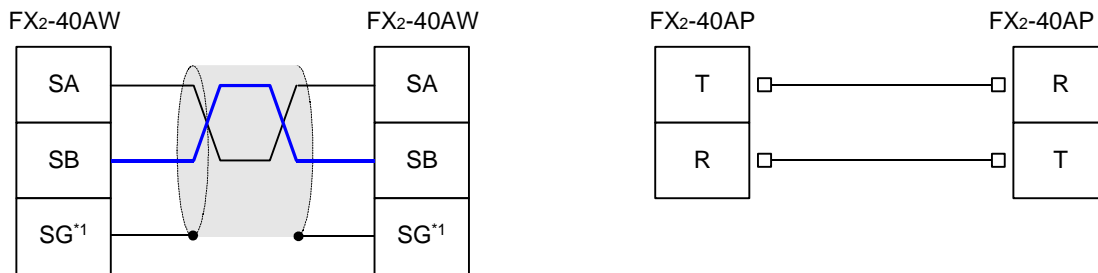 FX2-40AW FX2-40AW
SA SA
SB SB
SG*1 SG*1
FX2-40AP FX2-40AP
T R
R T